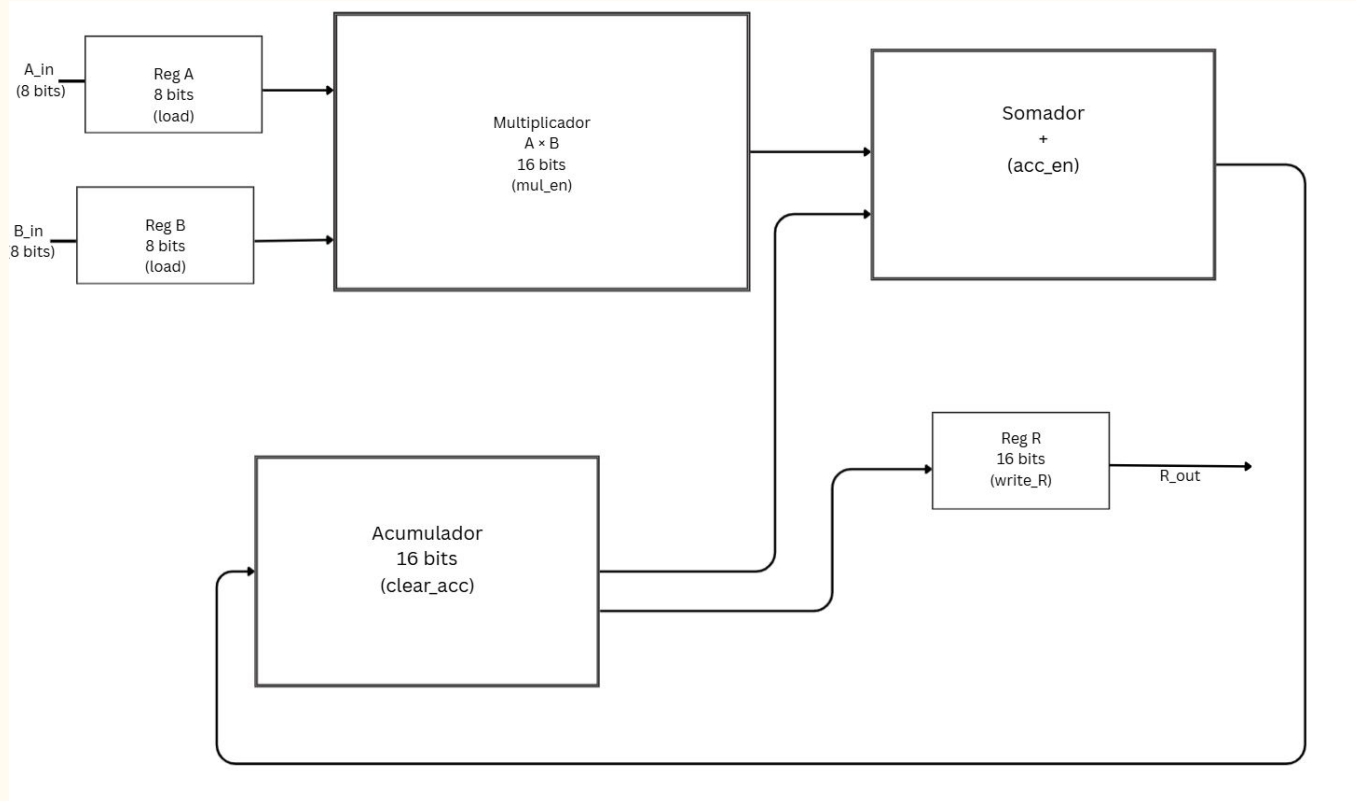 A_in
(8 bits)
Reg A
8 bits
(load)
B_in
8 bits)
Reg B
8 bits
(load)
Multiplicador
A × B
16 bits
(mul_en)
Somador
+
(acc_en)
Acumulador
16 bits
(clear_acc)
Reg R
16 bits
(write_R)
R_out